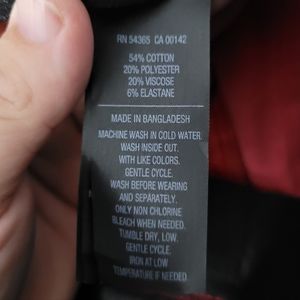 RN 54365 CA 00142
54% COTTON
20% POLYESTER
20% VISCOSE
6% ELASTANE
MADE IN BANGLADESH
MACHINE WASH IN COLD WATER.
WASH INSIDE OUT.
WITH LIKE COLORS.
GENTLE CYCLE.
WASH BEFORE WEARING
AND SEPARATELY.
ONLY NON CHLORINE
BLEACH WHEN NEEDED.
TUMBLE DRY, LOW.
GENTLE CYCLE.
IRON AT LOW
TEMPERATURE IF NEEDED.